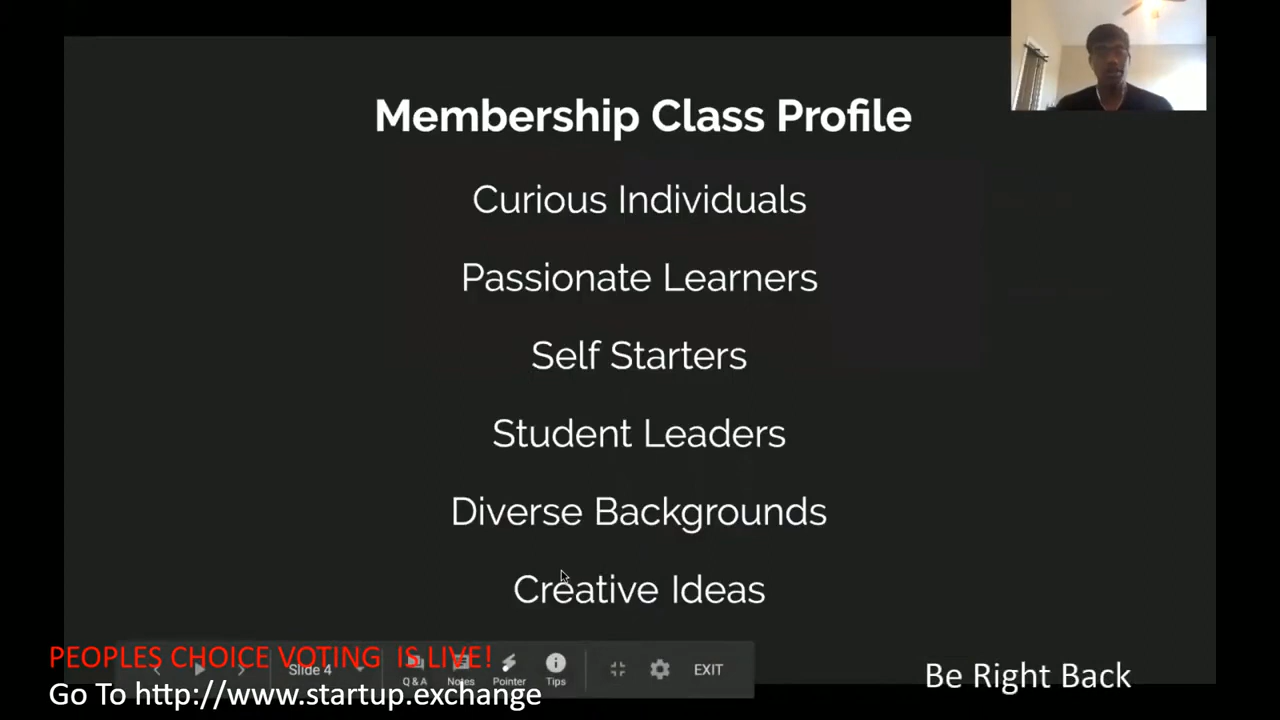 Membership Class Profile
Curious Individuals
Passionate Learners
Self Starters
Student Leaders
Diverse Backgrounds
Creative Ideas
PEOPLES CHOICE VOTING IS LIVE!
Slide 4
Q & A
Notes
Pointer
Tips
EXIT
Go To http://www.startup.exchange
Be Right Back